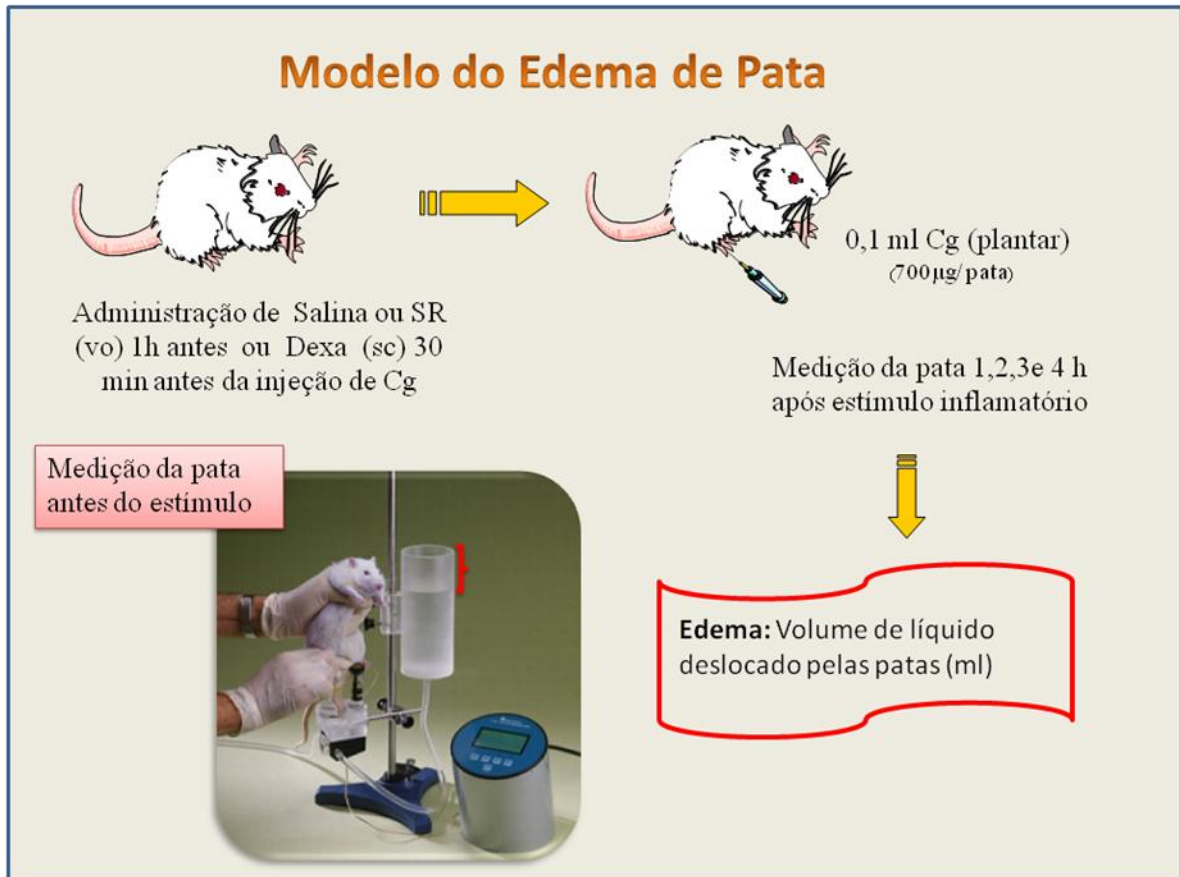 Modelo do Edema de Pata
0,1 ml Cg (plantar)
(700µg/pata)
Administração de Salina ou SR
(vo) 1h antes ou Dexa (sc) 30
min antes da injeção de Cg
Medição da pata 1,2,3e 4 h
após estímulo inflamatório
Medição da pata
antes do estímulo
Edema: Volume de líquido
deslocado pelas patas (ml)